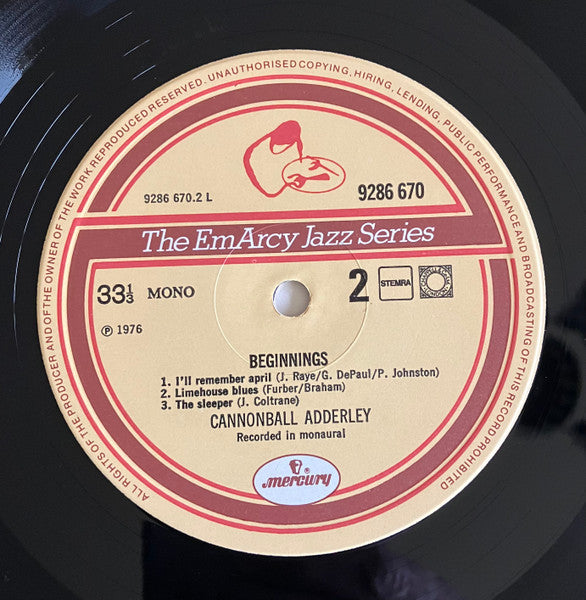 ALL RIGHTS OF THE PRODUCER AND OF THE OWNER OF THE WORK REPRODUCED RESERVED. UNAUTHORISED COPYING, HIRING, LENDING, PUBLIC PERFORMANCE AND BROADCASTING OF THIS RECORD PROHIBITED
9286 670.2 L
9286 670
The EmArcy Jazz Series
33⅓ MONO
2
STEMRA
℗ 1976
BEGINNINGS
1. I'll remember april (J. Raye/G. DePaul/P. Johnston)
2. Limehouse blues (Furber/Braham)
3. The sleeper (J. Coltrane)
CANNONBALL ADDERLEY
Recorded in monaural
®
mercury